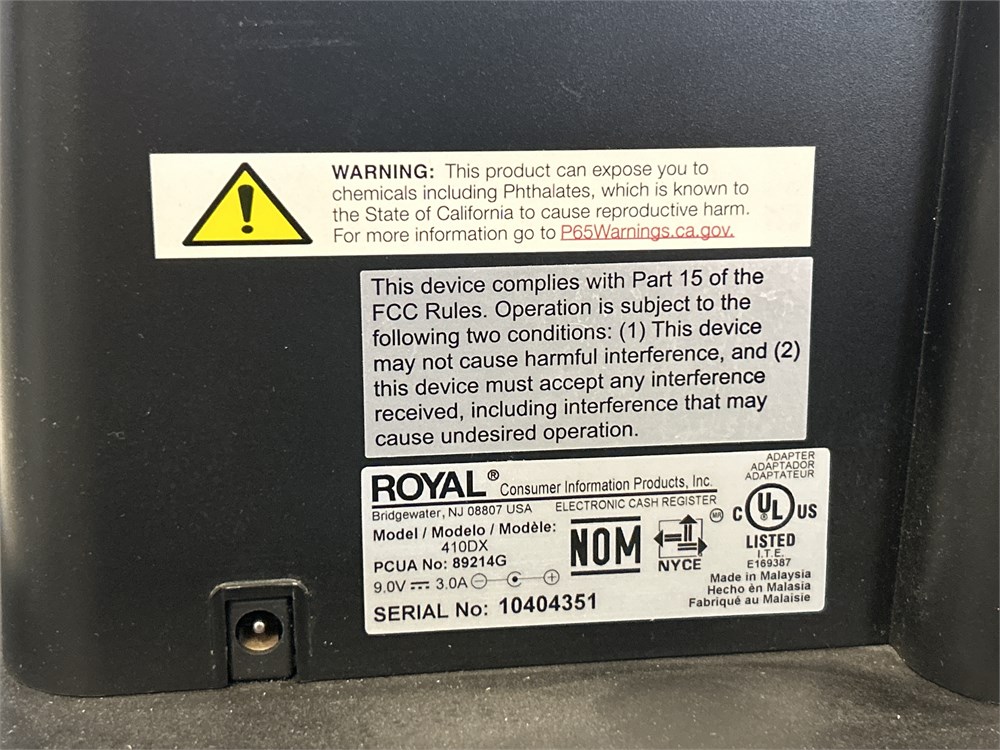 WARNING: This product can expose you to
chemicals including Phthalates, which is known to
the State of California to cause reproductive harm.
For more information go to P65Warnings.ca.gov.
This device complies with Part 15 of the
FCC Rules. Operation is subject to the
following two conditions: (1) This device
may not cause harmful interference, and (2)
this device must accept any interference
received, including interference that may
cause undesired operation.
ROYAL® Consumer Information Products, Inc.
Bridgewater, NJ 08807 USA
ELECTRONIC CASH REGISTER
Model / Modelo / Modèle:
410DX
PCUA No: 89214G
9.0V ⎓ 3.0A
SERIAL No: 10404351
NOM
NYCE
MR
ADAPTER
ADAPTADOR
ADAPTATEUR
C UL US
LISTED
I.T.E.
E169387
Made in Malaysia
Hecho èn Malasia
Fabriqué au Malaisie